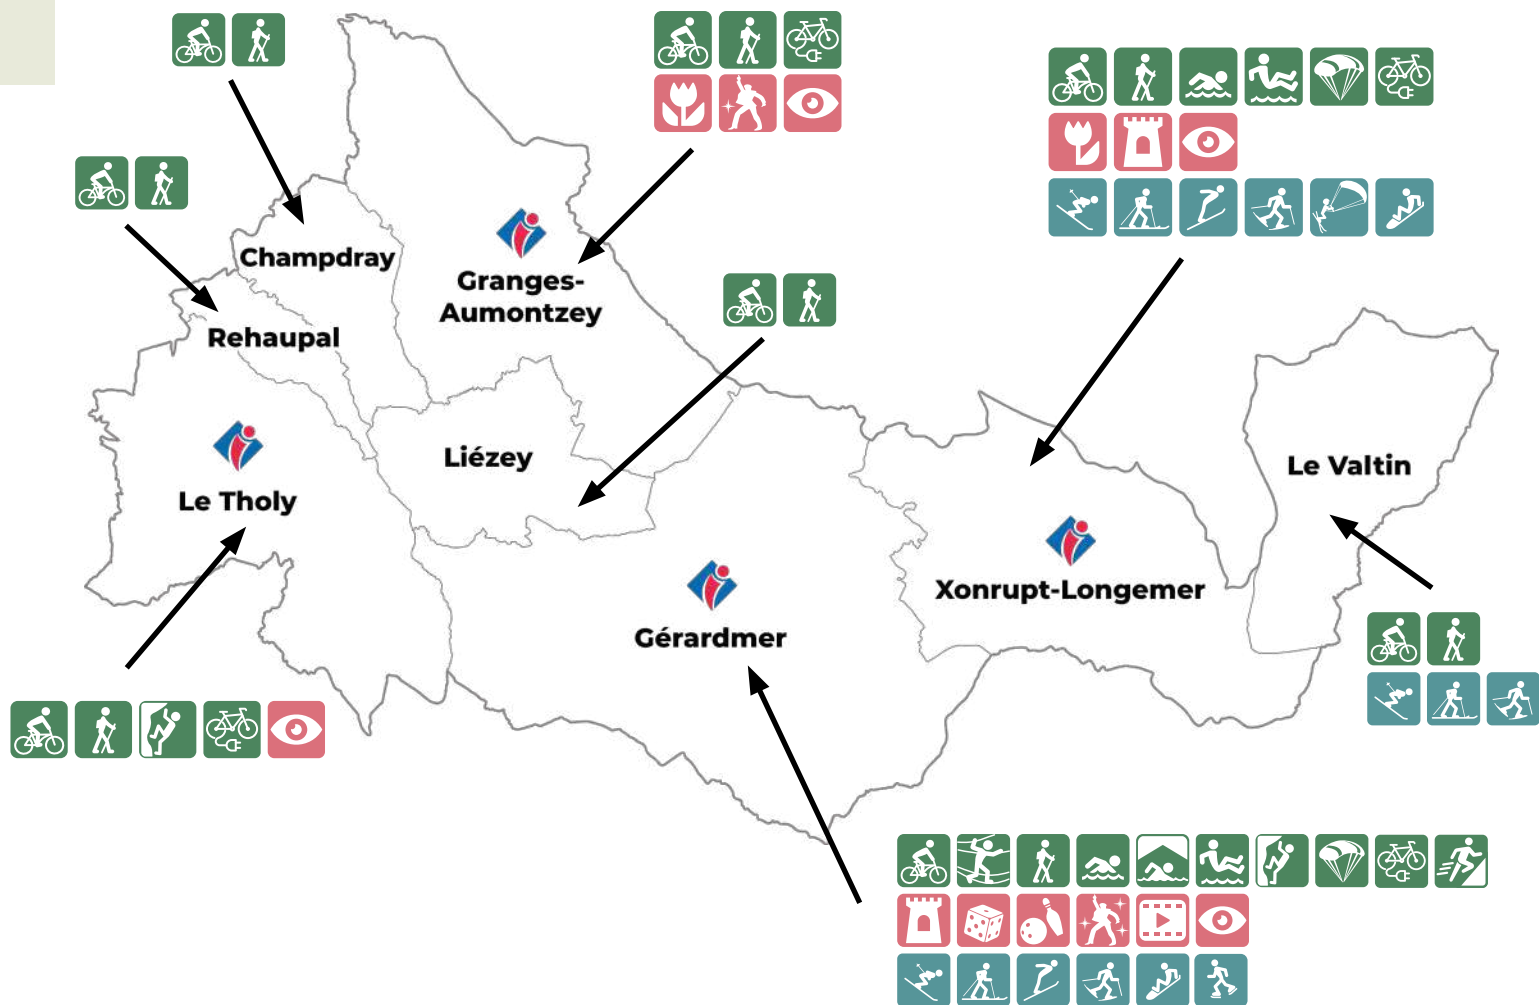 Champdray
Granges-
Aumontzey
Rehaupal
Liézey
Le Valtin
Le Tholy
Xonrupt-Longemer
Gérardmer